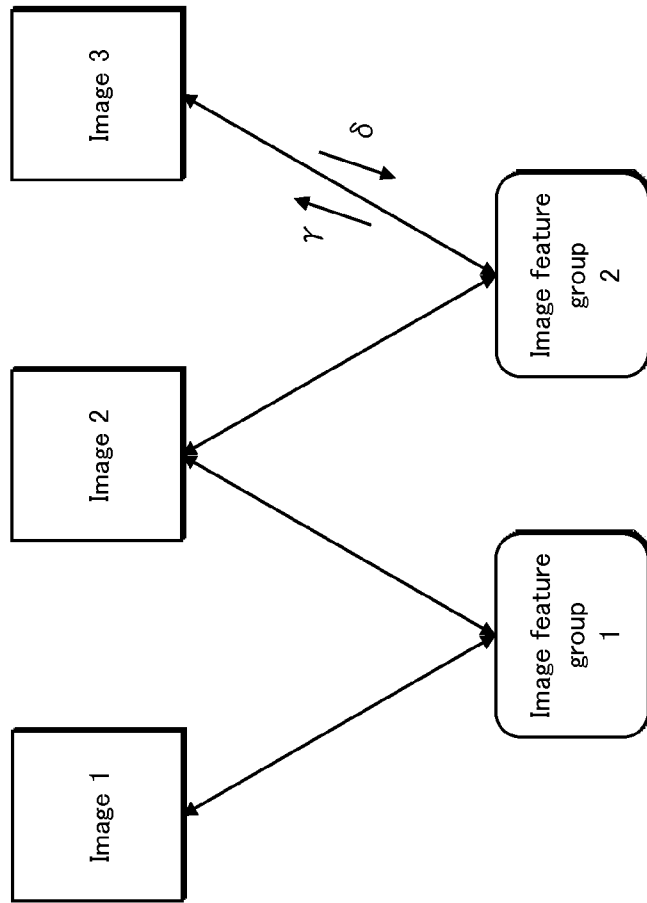 Image 1
Image 2
Image 3
γ
δ
Image feature
group
1
Image feature
group
2